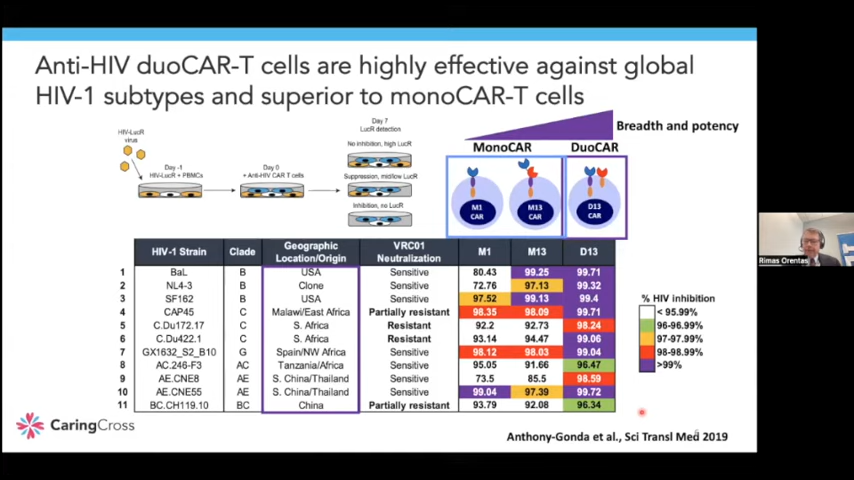 Anti-HIV duoCAR-T cells are highly effective against global
HIV-1 subtypes and superior to monoCAR-T cells
HIV-LucR
virus
Day -1
HIV-LucR + PBMCs
Day 0
+ Anti-HIV CAR T cells
Day 7
LucR detection
No inhibition, high LucR
Suppression, mid/low LucR
Inhibition, no LucR
MonoCAR
DuoCAR
Breadth and potency
M1
CAR
M13
CAR
D13
CAR
HIV-1 Strain Clade Geographic Location/Origin VRC01 Neutralization M1 M13 D13
1 BaL B USA Sensitive 80.43 99.25 99.71
2 NL4-3 B Clone Sensitive 72.76 97.13 99.32
3 SF162 B USA Sensitive 97.52 99.13 99.4
4 CAP45 C Malawi/East Africa Partially resistant 98.35 98.09 99.71
5 C.Du172.17 C S. Africa Resistant 92.2 92.73 98.24
6 C.Du422.1 C S. Africa Resistant 93.14 94.47 99.06
7 GX1632_S2_B10 G Spain/NW Africa Sensitive 98.12 98.03 99.04
8 AC.246-F3 AC Tanzania/Africa Sensitive 95.05 91.66 96.47
9 AE.CNE8 AE S. China/Thailand Sensitive 73.5 85.5 98.59
10 AE.CNE55 AE S. China/Thailand Sensitive 99.04 97.39 99.72
11 BC.CH119.10 BC China Partially resistant 93.79 92.08 96.34
% HIV inhibition
< 95.99%
96-96.99%
97-97.99%
98-98.99%
>99%
Rimas Orentas
CaringCross
Anthony-Gonda et al., Sci Transl Med 2019